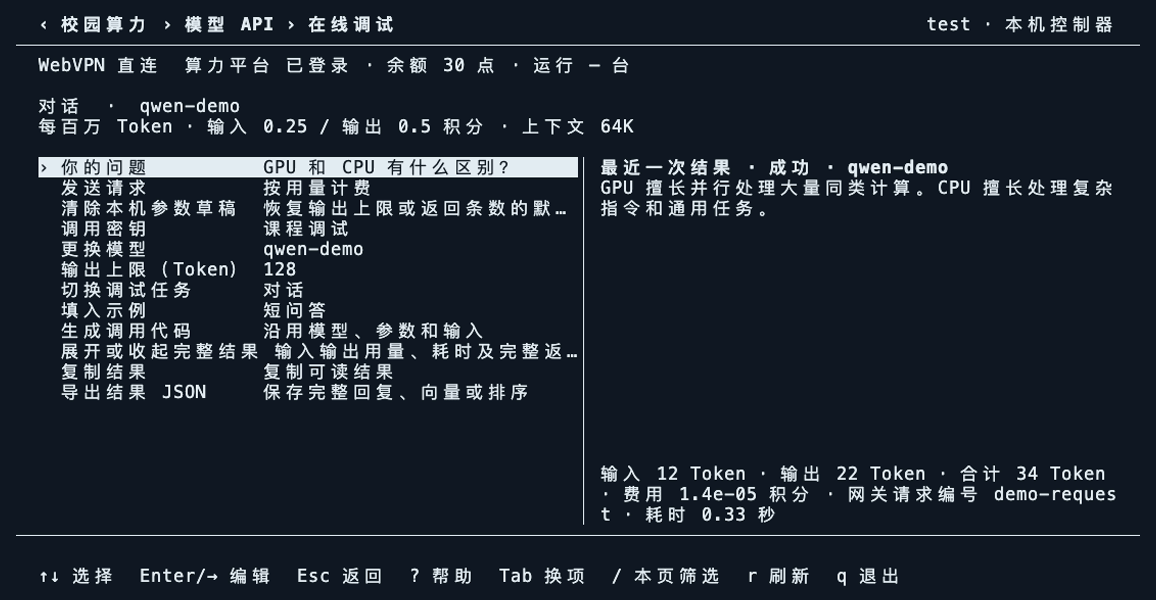 ‹ 校园算力 › 模型 API › 在线调试 test · 本机控制器
WebVPN 直连 算力平台 已登录 · 余额 30 点 · 运行 — 台
对话 · qwen-demo
每百万 Token · 输入 0.25 / 输出 0.5 积分 · 上下文 64K
› 你的问题 GPU 和 CPU 有什么区别？
发送请求 按用量计费
清除本机参数草稿 恢复输出上限或返回条数的默…
调用密钥 课程调试
更换模型 qwen-demo
输出上限（Token） 128
切换调试任务 对话
填入示例 短问答
生成调用代码 沿用模型、参数和输入
展开或收起完整结果 输入输出用量、耗时及完整返…
复制结果 复制可读结果
导出结果 JSON 保存完整回复、向量或排序
最近一次结果 · 成功 · qwen-demo
GPU 擅长并行处理大量同类计算。CPU 擅长处理复杂
指令和通用任务。
输入 12 Token · 输出 22 Token · 合计 34 Token
· 费用 1.4e-05 积分 · 网关请求编号 demo-reques
t · 耗时 0.33 秒
↑↓ 选择 Enter/→ 编辑 Esc 返回 ? 帮助 Tab 换项 / 本页筛选 r 刷新 q 退出